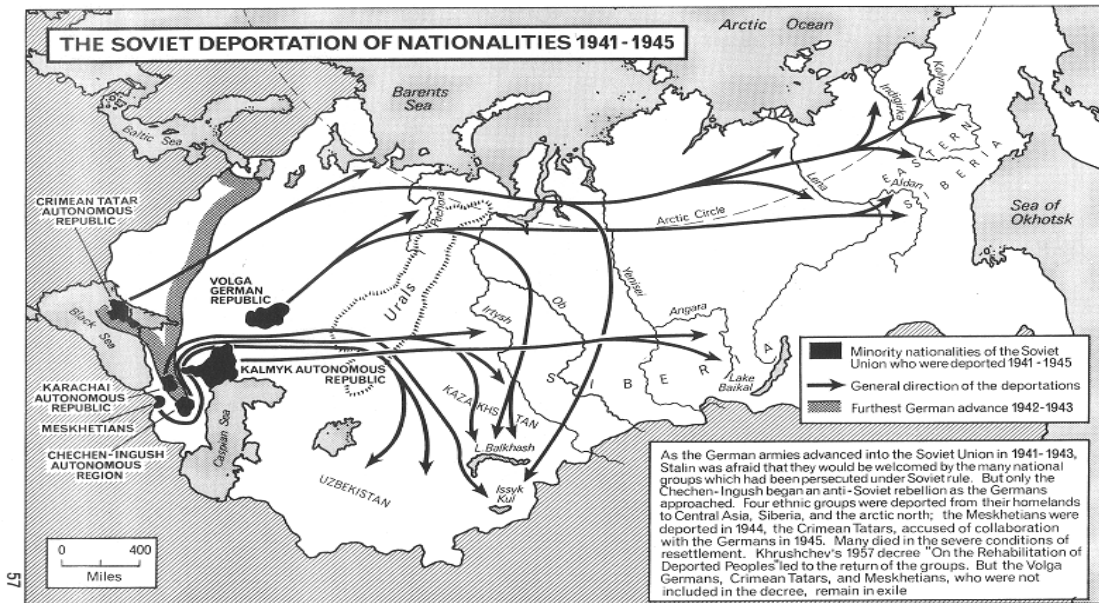 THE SOVIET DEPORTATION OF NATIONALITIES 1941-1945
Arctic Ocean
Barents
Sea
Baltic Sea
Kolyma
Indigirka
EASTERN
SIBERIA
Lena
Aldan
Sea of
Okhotsk
CRIMEAN TATAR
AUTONOMOUS
REPUBLIC
Pichora
Arctic Circle
VOLGA
GERMAN
REPUBLIC
Urals
Black Sea
Yenisei
Ob
Irtysh
Angara
KALMYK AUTONOMOUS
REPUBLIC
SIBERIA
Lake
Baikal
KARACHAI
AUTONOMOUS
REPUBLIC
MESKHETIANS
KAZAKHSTAN
CHECHEN-INGUSH
AUTONOMOUS
REGION
Caspian Sea
L. Balkhash
Issyk
Kul
UZBEKISTAN
0 400
Miles
57
Minority nationalities of the Soviet
Union who were deported 1941-1945
General direction of the deportations
Furthest German advance 1942-1943
As the German armies advanced into the Soviet Union in 1941-1943,
Stalin was afraid that they would be welcomed by the many national
groups which had been persecuted under Soviet rule. But only the
Chechen-Ingush began an anti-Soviet rebellion as the Germans
approached. Four ethnic groups were deported from their homelands
to Central Asia, Siberia, and the arctic north; the Meskhetians were
deported in 1944, the Crimean Tatars, accused of collaboration
with the Germans in 1945. Many died in the severe conditions of
resettlement. Khrushchev's 1957 decree "On the Rehabilitation of
Deported Peoples" led to the return of the groups. But the Volga
Germans, Crimean Tatars, and Meskhetians, who were not
included in the decree, remain in exile